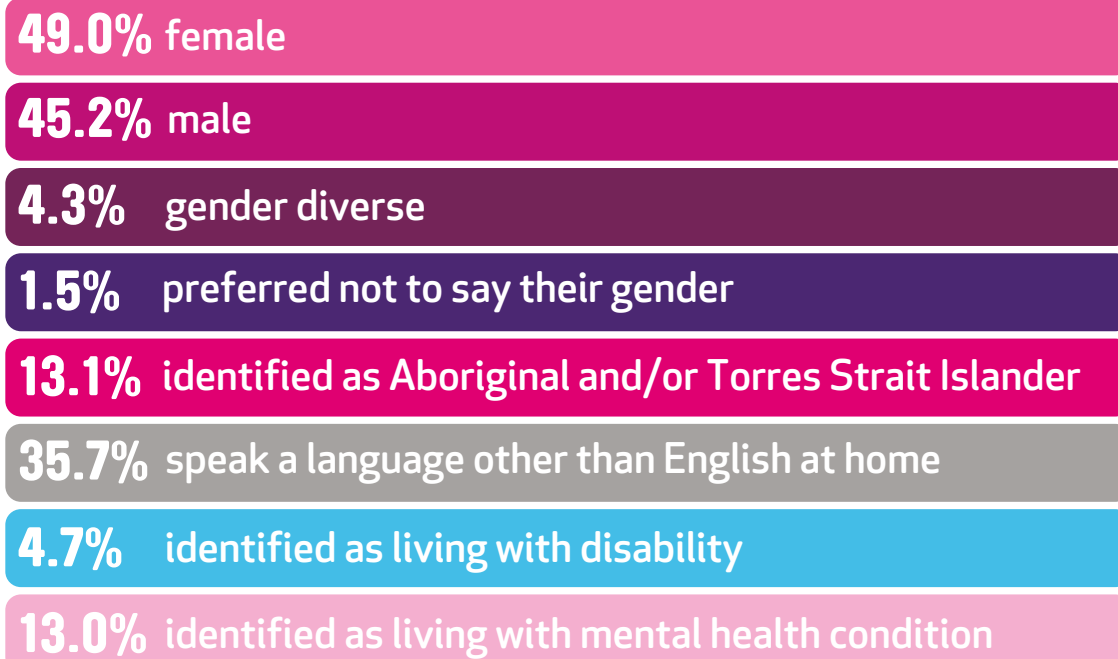 49.0% female
45.2% male
4.3% gender diverse
1.5% preferred not to say their gender
13.1% identified as Aboriginal and/or Torres Strait Islander
35.7% speak a language other than English at home
4.7% identified as living with disability
13.0% identified as living with mental health condition